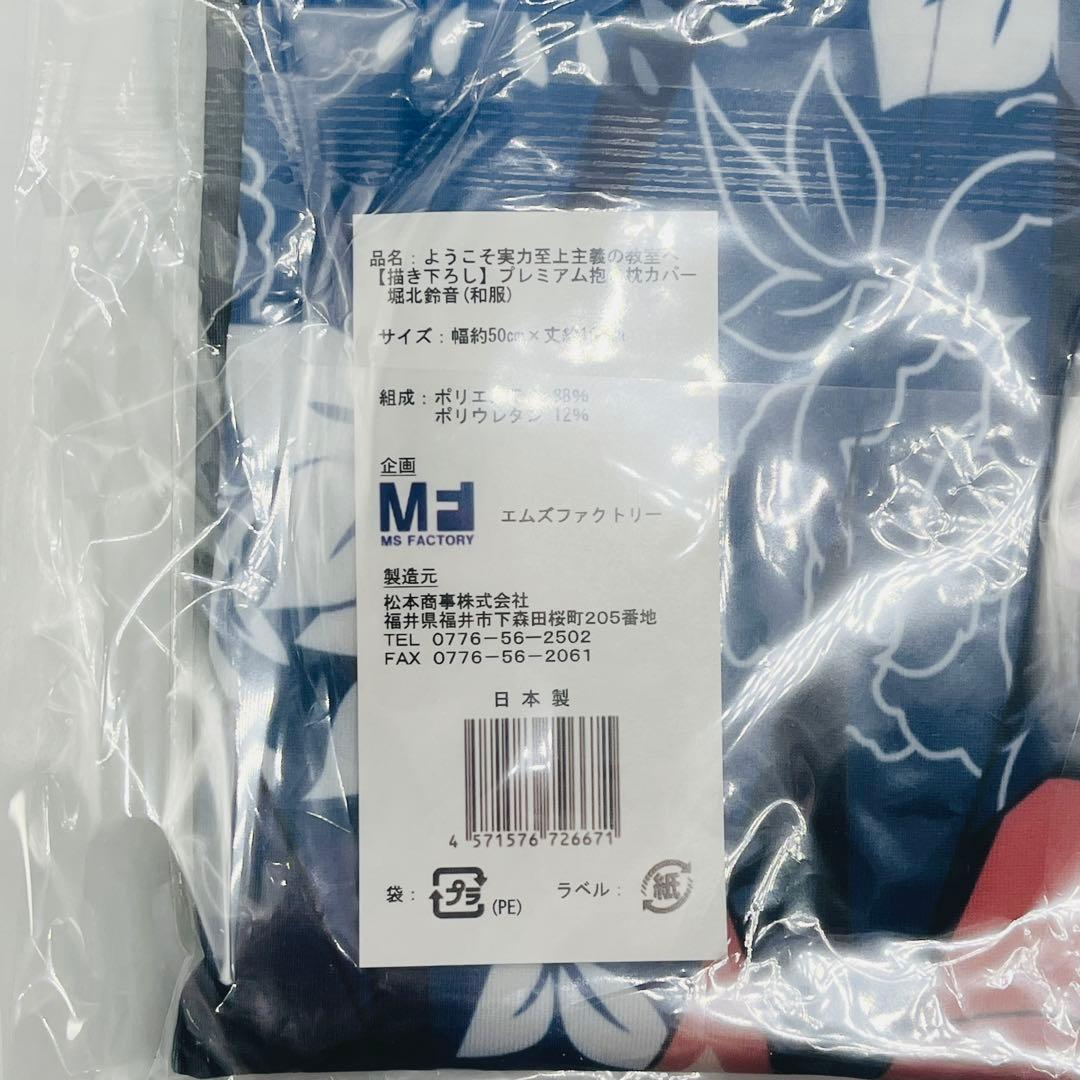 品名：ようこそ実力至上主義の教室へ
【描き下ろし】プレミアム抱 枕カバー
堀北鈴音(和服)
サイズ：幅約50㎝×丈約
組成：ポリエ 88%
ポリウレタン 12%
企画
MF
MS FACTORY
エムズファクトリー
製造元
松本商事株式会社
福井県福井市下森田桜町205番地
TEL 0776－56－2502
FAX 0776－56－2061
日本製
4 571576 726671
袋： プラ (PE)
ラベル： 紙